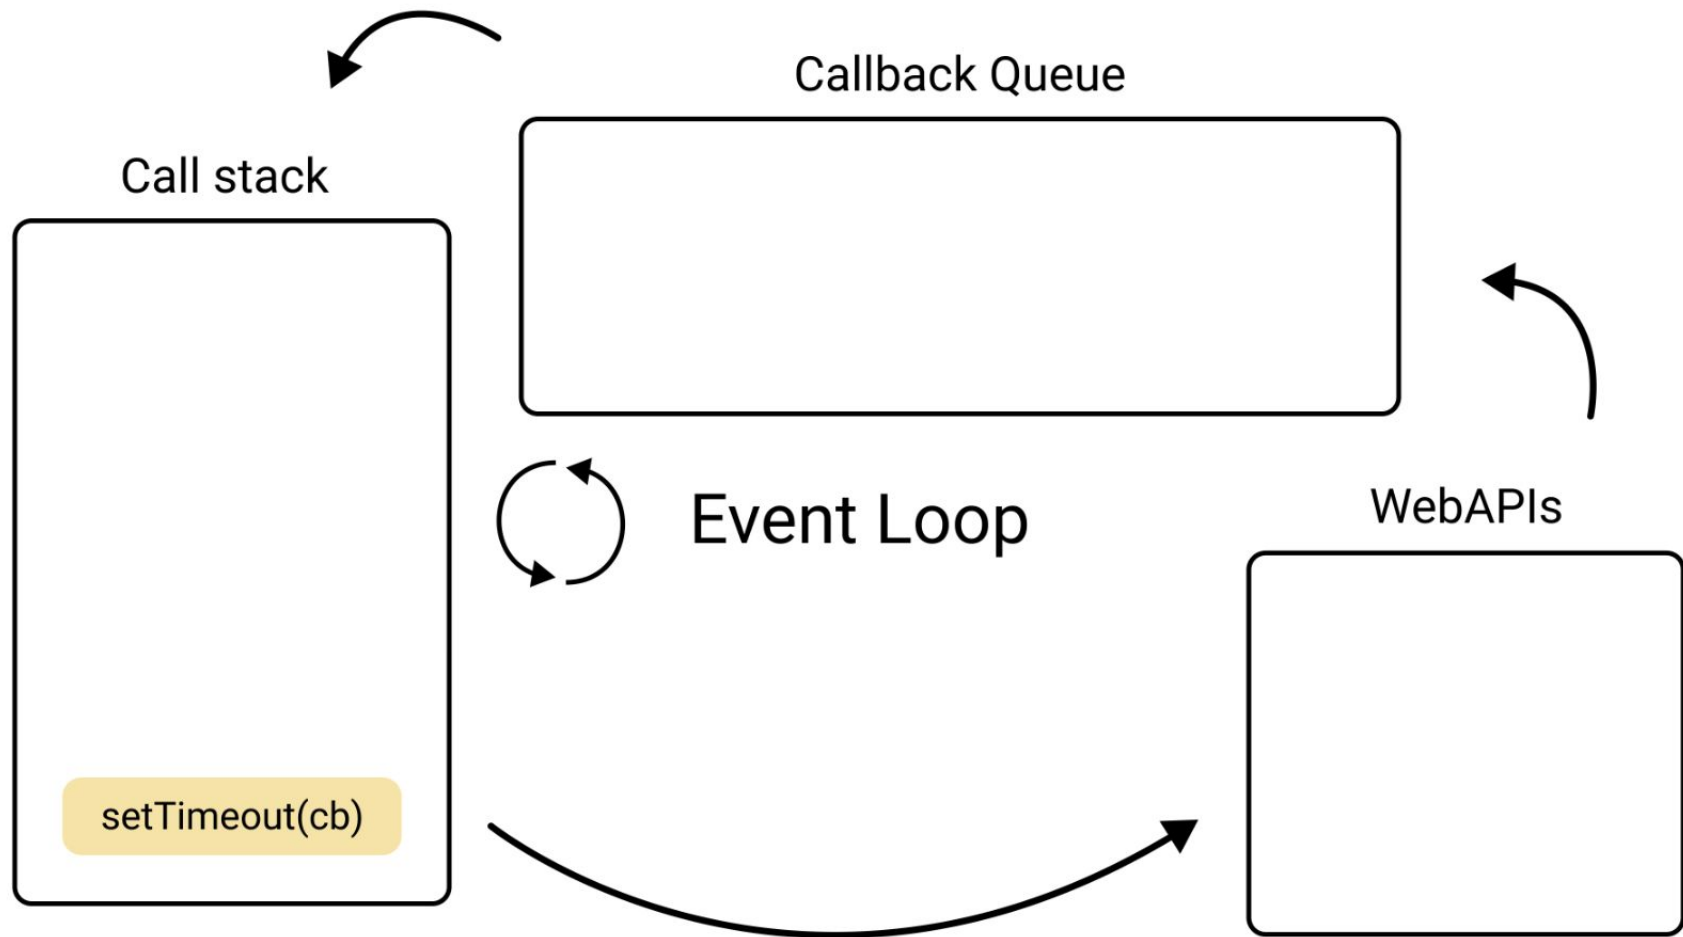 Callback Queue
Call stack
Event Loop
WebAPIs
setTimeout(cb)